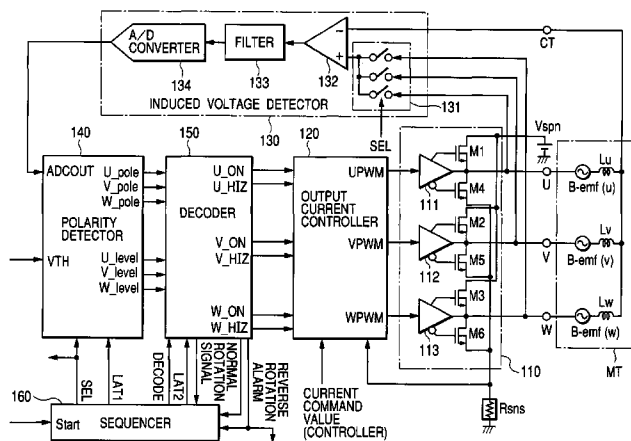 A/D
CONVERTER
134
FILTER
133
132
−
+
131
CT
INDUCED VOLTAGE DETECTOR
130
SEL
Vspn
140
150
120
ADCOUT
U_pole
V_pole
W_pole
POLARITY
DETECTOR
VTH
U_level
V_level
W_level
DECODER
U_ON
U_HIZ
V_ON
V_HIZ
W_ON
W_HIZ
OUTPUT
CURRENT
CONTROLLER
UPWM
VPWM
WPWM
111
112
113
M1
M4
M2
M5
M3
M6
110
U
V
W
Lu
B-emf (u)
Lv
B-emf (v)
Lw
B-emf (w)
MT
Rsns
SEL
LAT1
DECODE
LAT2
NORMAL
ROTATION
SIGNAL
REVERSE
ROTATION
ALARM
CURRENT
COMMAND
VALUE
(CONTROLLER)
160
Start
SEQUENCER